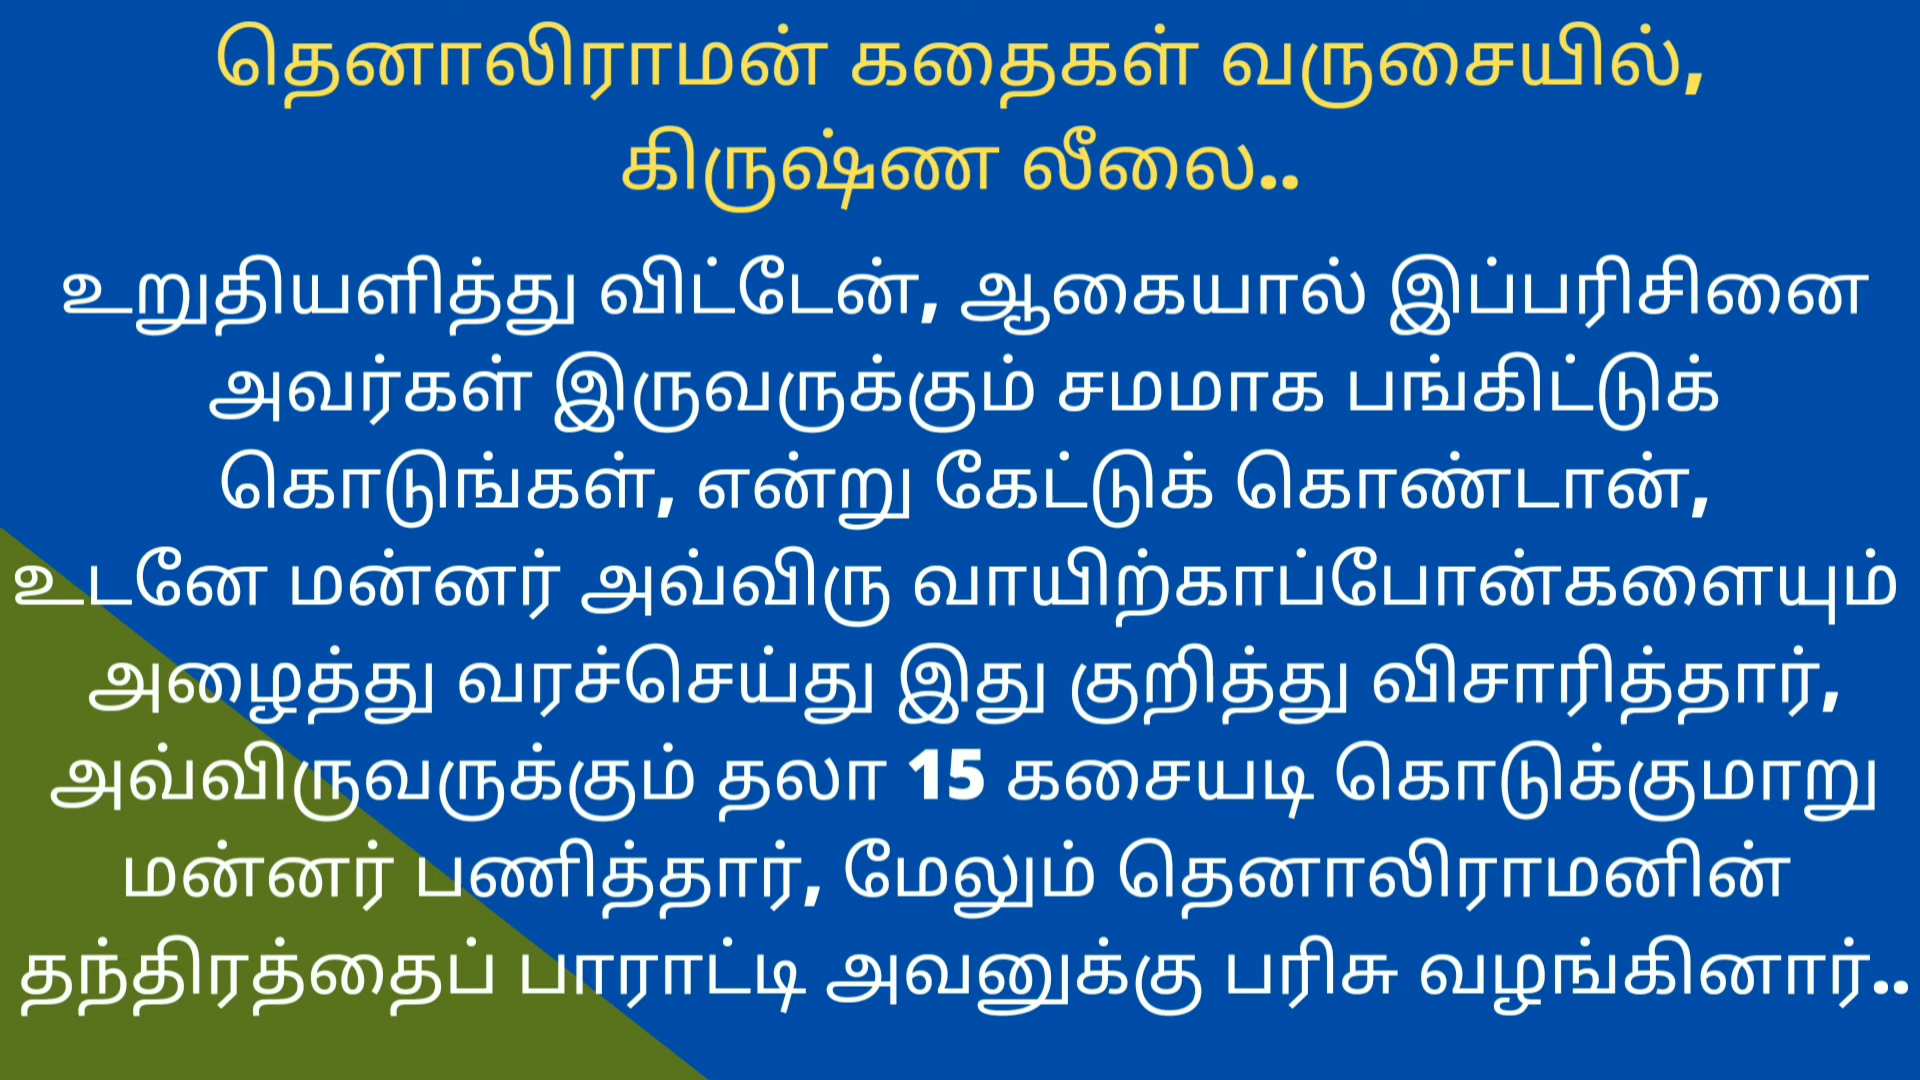 தெனாலிராமன் கதைகள் வருசையில்,
கிருஷ்ண லீலை..
உறுதியளித்து விட்டேன், ஆகையால் இப்பரிசினை
அவர்கள் இருவருக்கும் சமமாக பங்கிட்டுக்
கொடுங்கள், என்று கேட்டுக் கொண்டான்,
உடனே மன்னர் அவ்விரு வாயிற்காப்போன்களையும்
அழைத்து வரச்செய்து இது குறித்து விசாரித்தார்,
அவ்விருவருக்கும் தலா 15 கசையடி கொடுக்குமாறு
மன்னர் பணித்தார், மேலும் தெனாலிராமனின்
தந்திரத்தைப் பாராட்டி அவனுக்கு பரிசு வழங்கினார்..